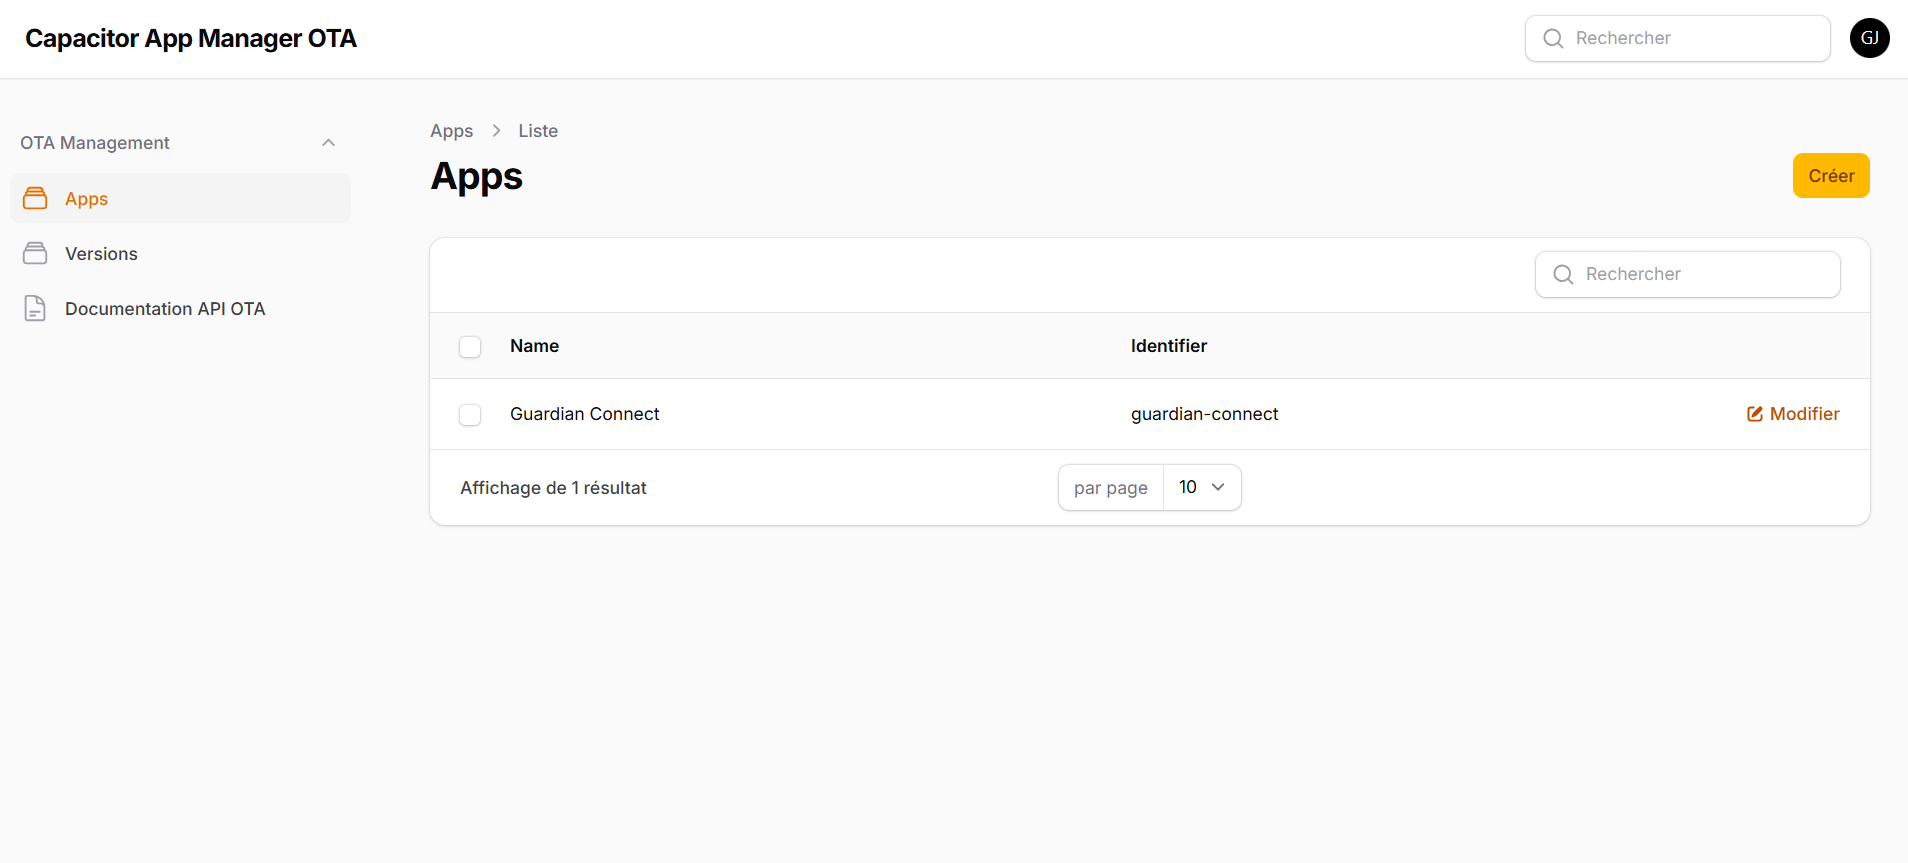 Capacitor App Manager OTA
Rechercher
GJ
OTA Management
Apps
Versions
Documentation API OTA
Apps > Liste
Apps
Créer
Rechercher
Name Identifier
Guardian Connect guardian-connect Modifier
Affichage de 1 résultat par page 10